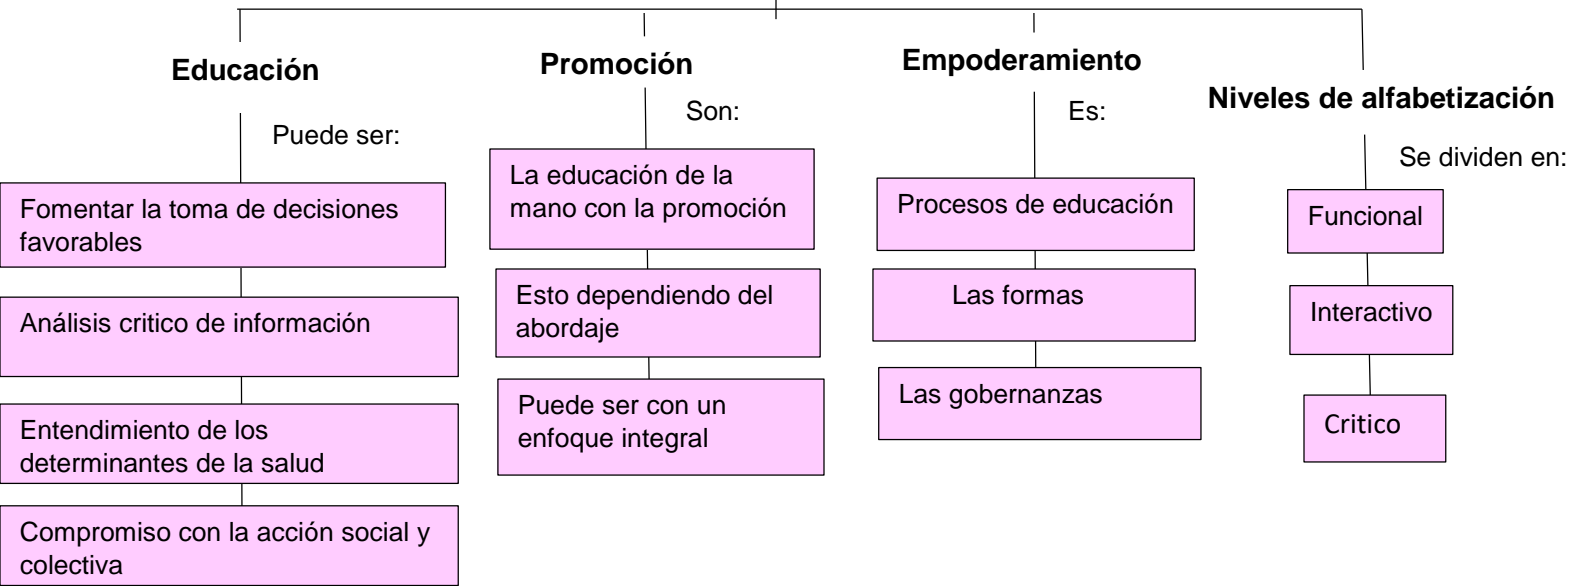 Educación
Puede ser:
Fomentar la toma de decisiones
favorables
Análisis critico de información
Entendimiento de los
determinantes de la salud
Compromiso con la acción social y
colectiva
Promoción
Son:
La educación de la
mano con la promoción
Esto dependiendo del
abordaje
Puede ser con un
enfoque integral
Empoderamiento
Es:
Procesos de educación
Las formas
Las gobernanzas
Niveles de alfabetización
Se dividen en:
Funcional
Interactivo
Critico